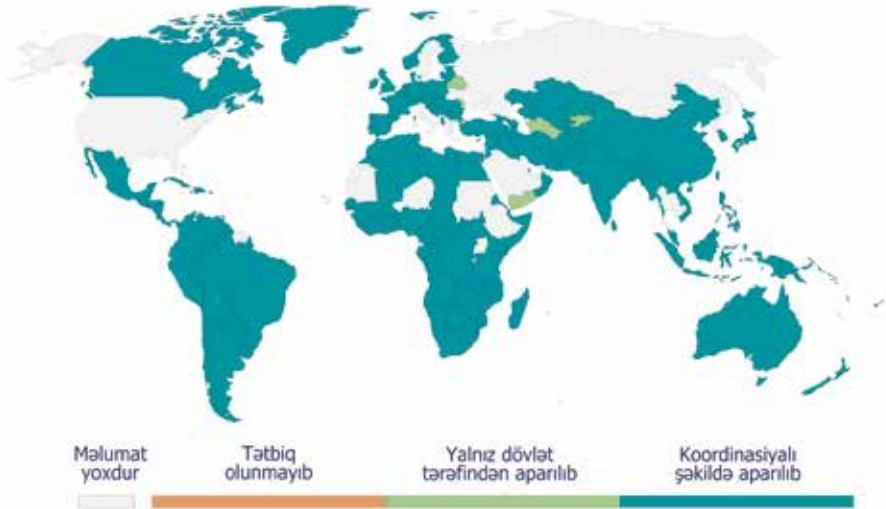 Məlumat
yoxdur
Tətbiq
olunmayıb
Yalnız dövlət
tərəfindən aparılıb
Koordinasiyalı
şəkildə aparılıb